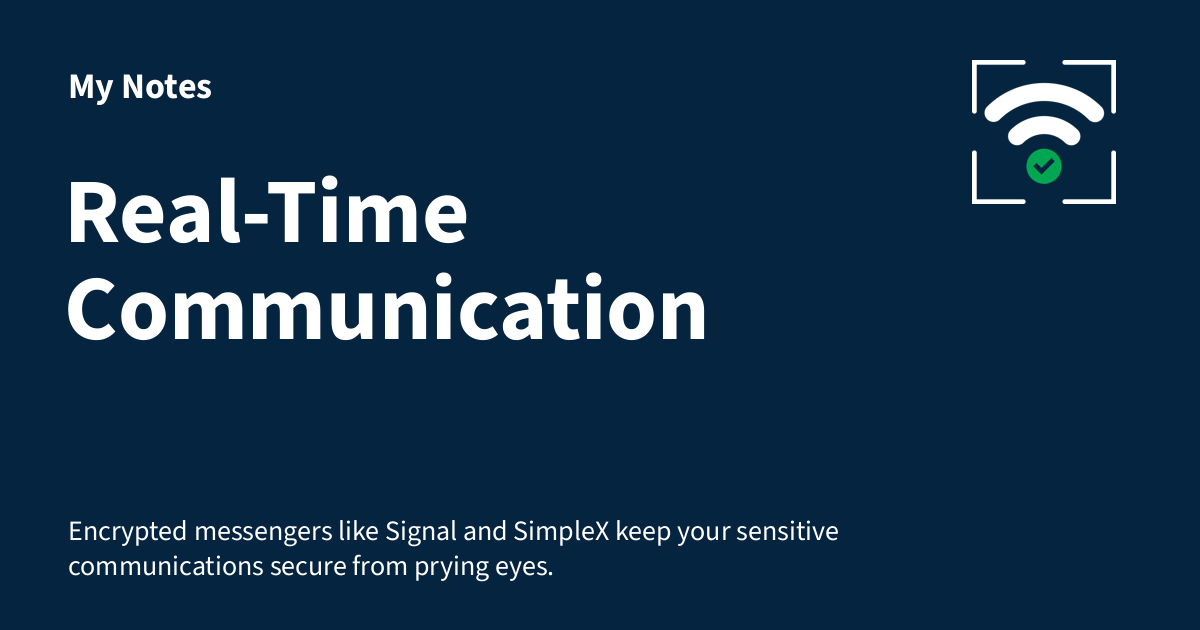 My Notes
Real-Time
Communication
Encrypted messengers like Signal and SimpleX keep your sensitive
communications secure from prying eyes.